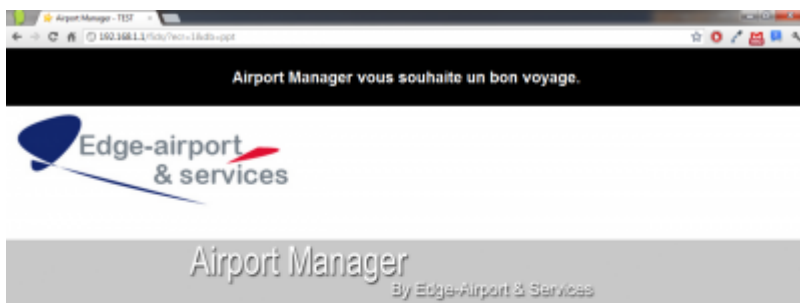 Airport Manager - TEST
Airport Manager vous souhaite un bon voyage.
Edge-airport
& services
Airport Manager
By Edge-Airport & Services